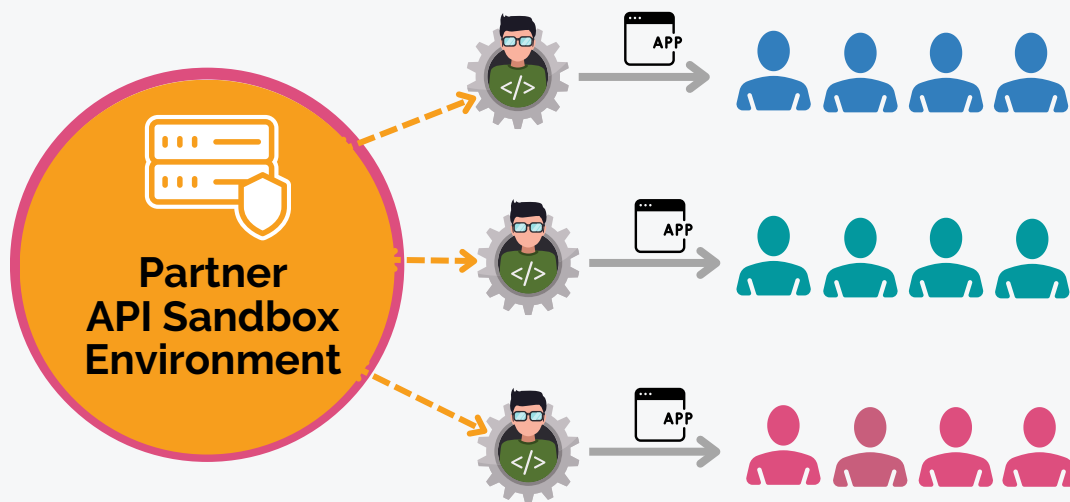 APP
</>
Partner
API Sandbox
Environment
APP
</>
APP
</>